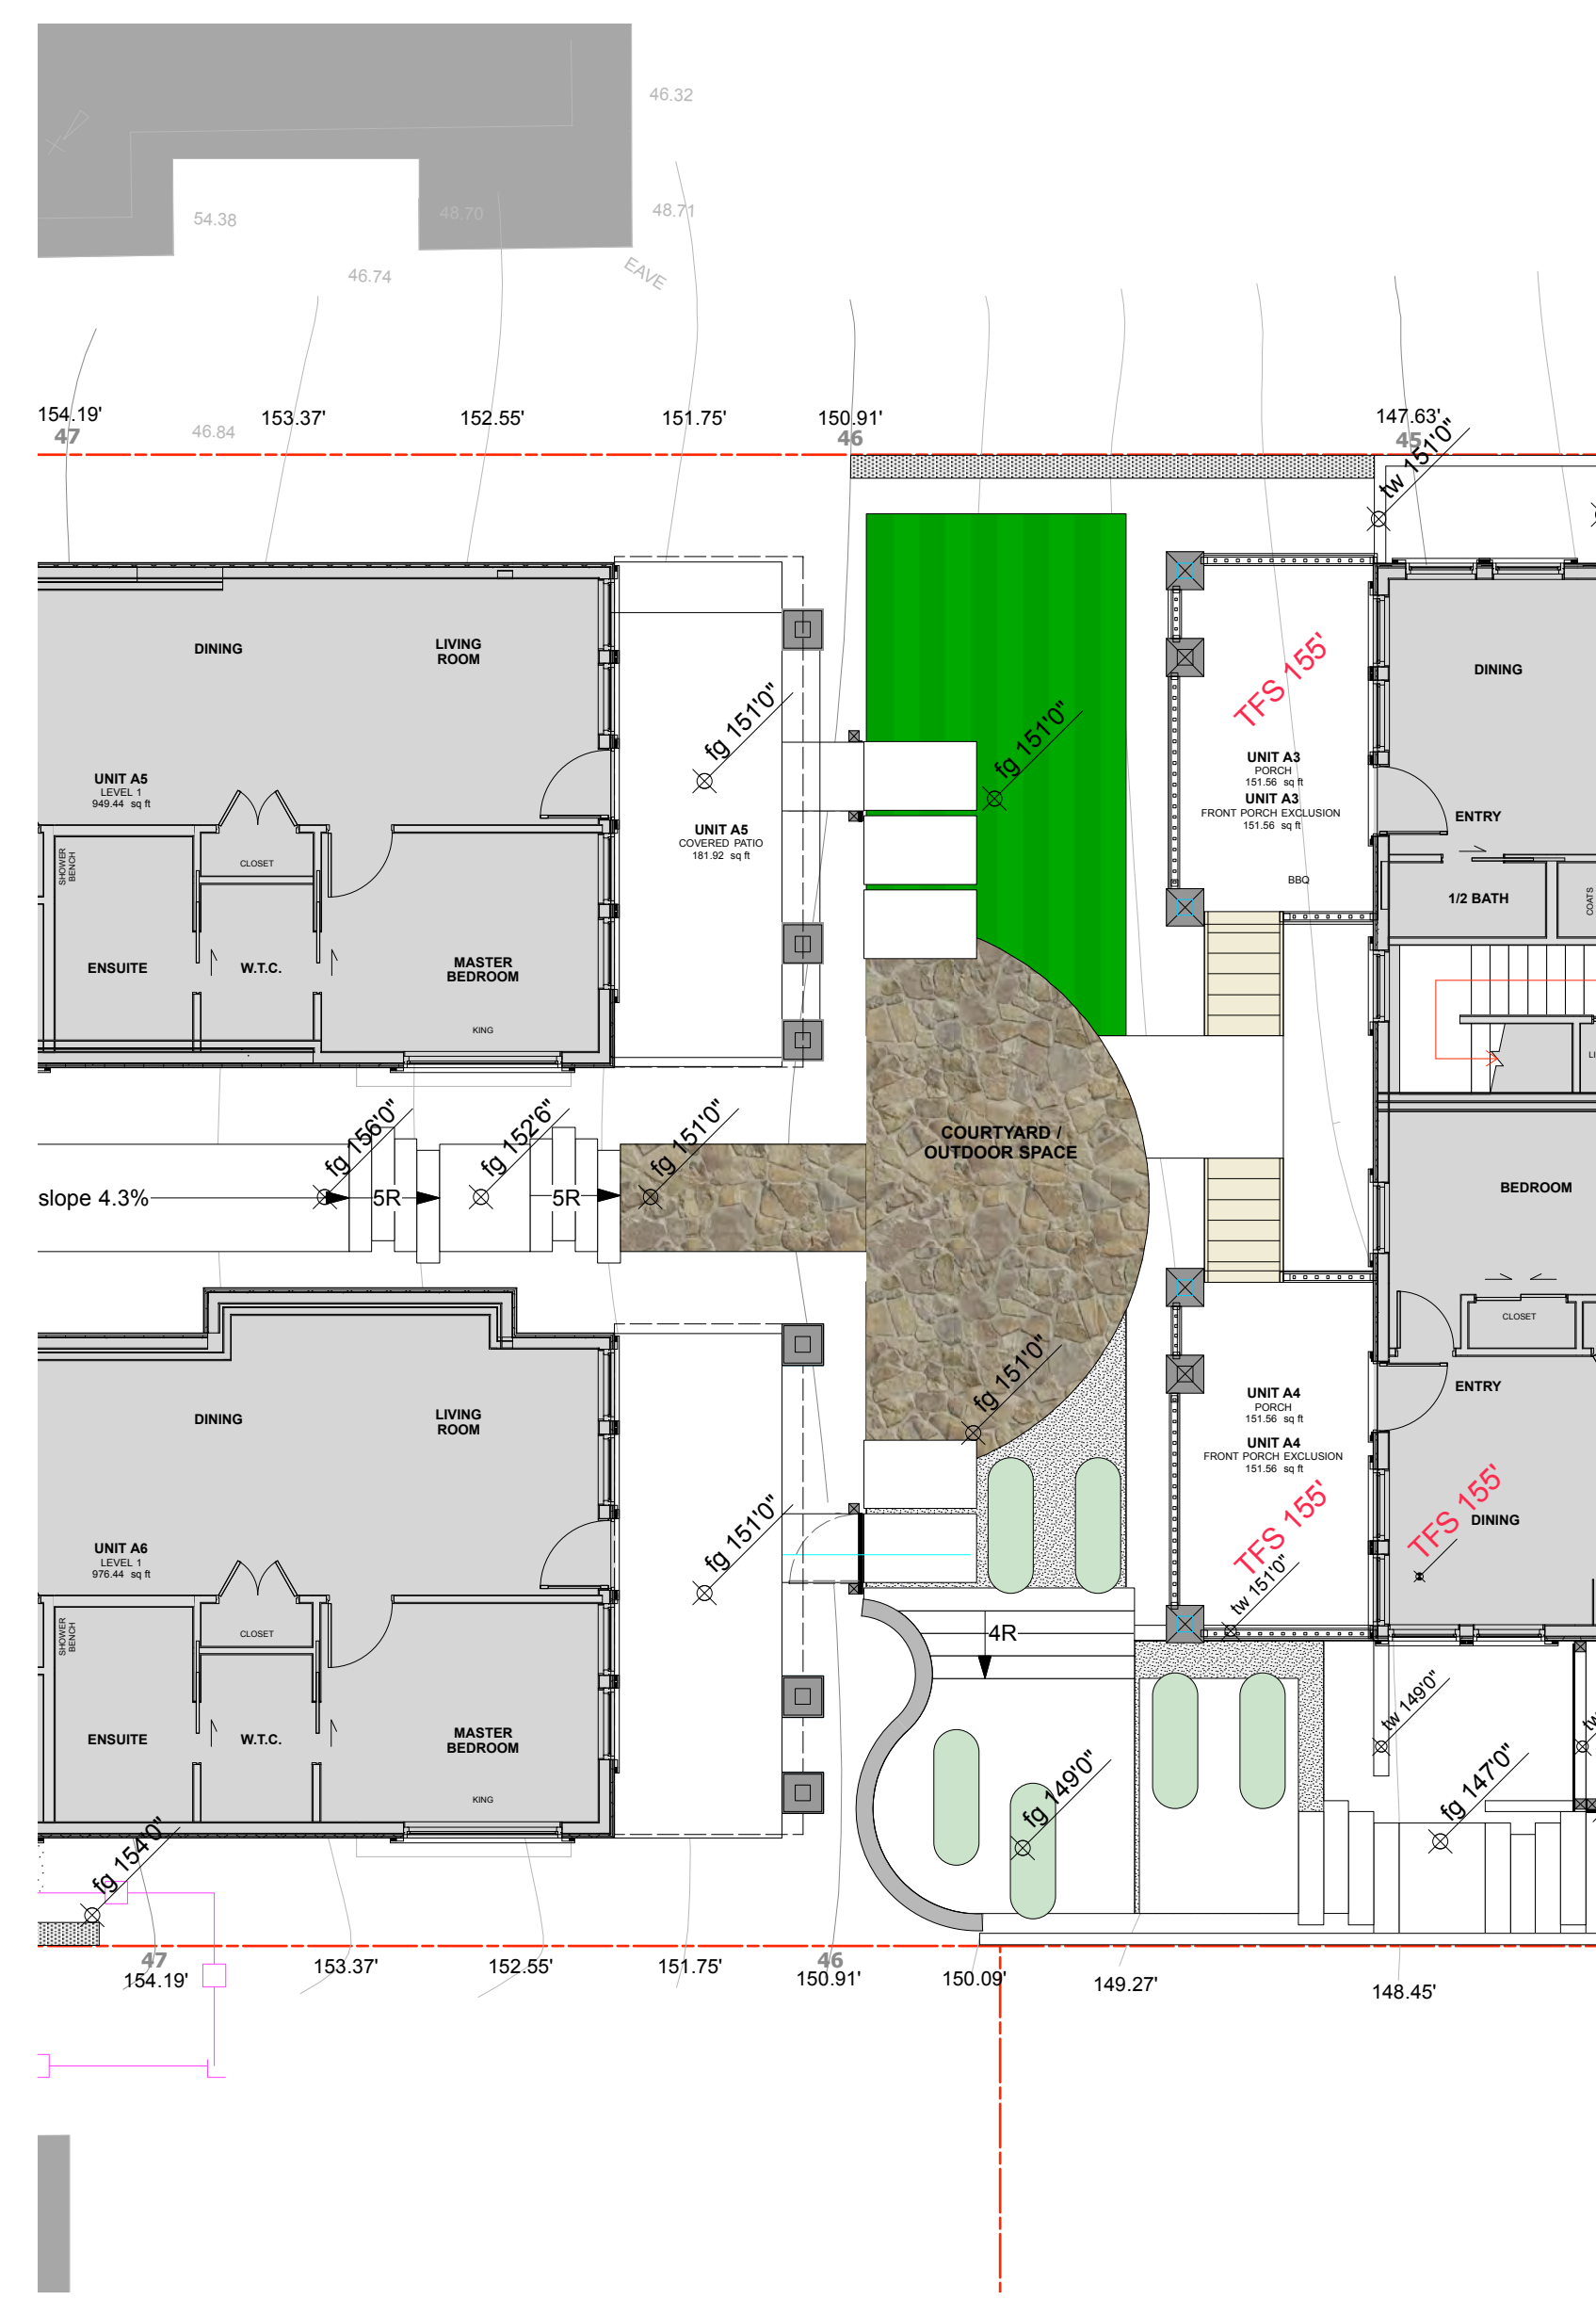 46.32
54.38
48.70
48.71
46.74
EAVE
154.19'
47
46.84
153.37'
152.55'
151.75'
150.91'
46
147.63'
45
tw 151'0"
DINING
LIVING
ROOM
TFS 155'
DINING
fg 151'0"
fg 151'0"
UNIT A5
LEVEL 1
949.44 sq ft
UNIT A3
PORCH
151.56 sq ft
UNIT A3
FRONT PORCH EXCLUSION
151.56 sq ft
ENTRY
UNIT A5
COVERED PATIO
181.92 sq ft
SHOWER
BENCH
CLOSET
BBQ
1/2 BATH
COATS
ENSUITE
W.T.C.
MASTER
BEDROOM
KING
LI
fg 156'0"
fg 152'6"
fg 151'0"
COURTYARD /
OUTDOOR SPACE
slope 4.3%
5R
5R
BEDROOM
CLOSET
fg 151'0"
ENTRY
DINING
LIVING
ROOM
UNIT A4
PORCH
151.56 sq ft
UNIT A4
FRONT PORCH EXCLUSION
151.56 sq ft
TFS 155'
TFS 155'
DINING
fg 151'0"
UNIT A6
LEVEL 1
976.44 sq ft
tw 151'0"
SHOWER
BENCH
CLOSET
4R
ENSUITE
W.T.C.
MASTER
BEDROOM
tw 149'0"
tw
KING
fg 149'0"
fg 147'0"
fg 154'0"
47
154.19'
153.37'
152.55'
151.75'
46
150.91'
150.09'
149.27'
148.45'